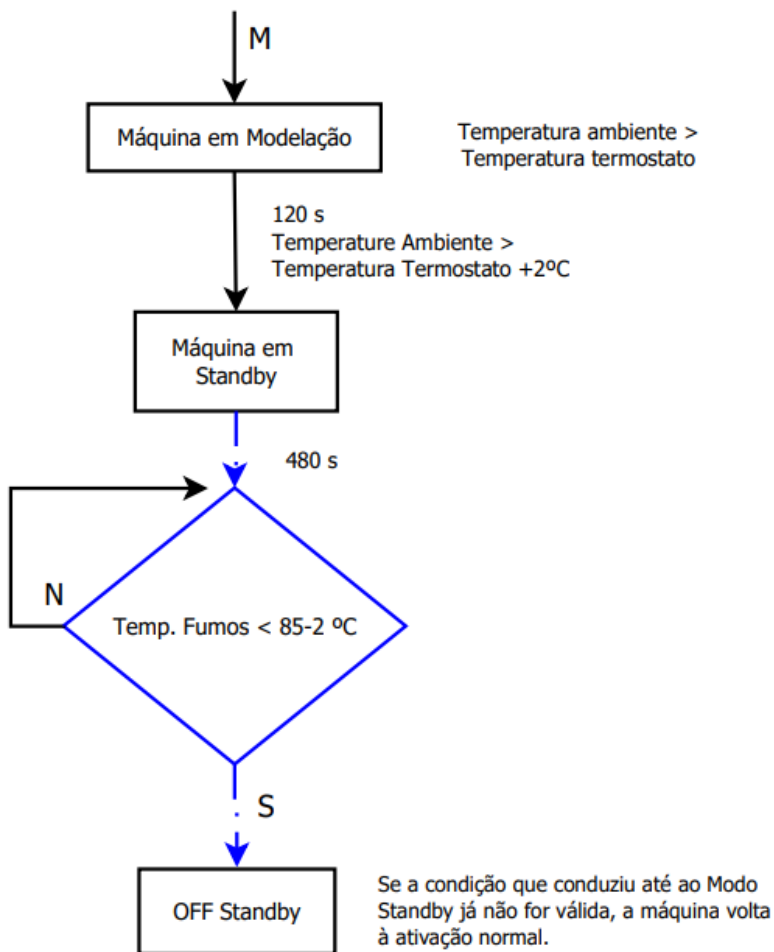 M
Máquina em Modelação
Temperatura ambiente >
Temperatura termostato
120 s
Temperature Ambiente >
Temperatura Termostato +2ºC
Máquina em
Standby
480 s
N
Temp. Fumos < 85-2 ºC
S
OFF Standby
Se a condição que conduziu até ao Modo
Standby já não for válida, a máquina volta
à ativação normal.